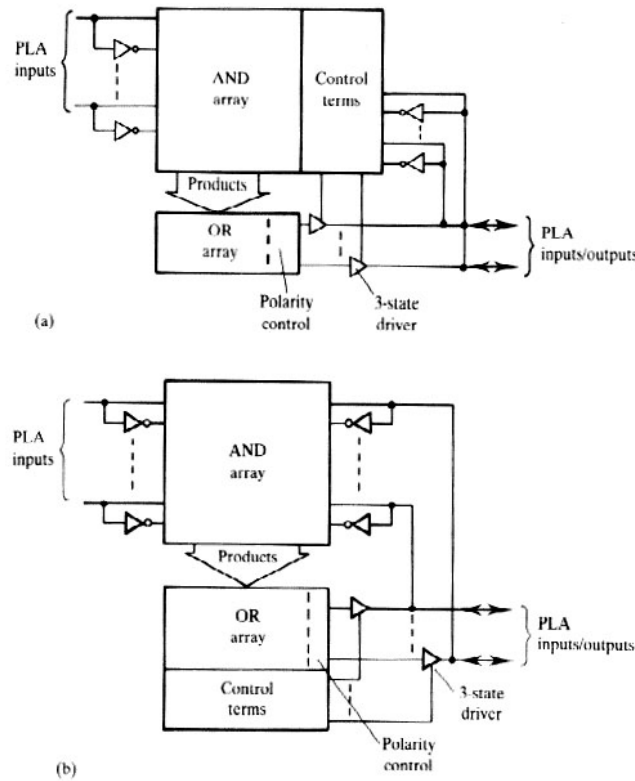 PLA
inputs
AND
array
Control
terms
Products
OR
array
PLA
inputs/outputs
Polarity
control
3-state
driver
(a)
PLA
inputs
AND
array
Products
OR
array
Control
terms
PLA
inputs/outputs
3-state
driver
Polarity
control
(b)